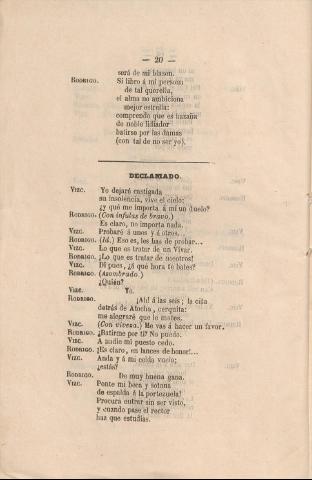 — 20 —
será de mi blason.
RODRIGO. Si libro á mi persona
de tal querella,
el alma no ambiciona
mejor estrella:
comprendo que es hazaña
de noble lidiador
batirse por las damas
(con tal de no ser yo).
DECLAMADO.
VIZC. Yo dejaré castigada
su insolencia, vive el cielo;
¿y qué me importa á mí un duelo?
RODRIGO. (Con ínfulas de bravo.)
Es claro, no importa nada.
VIZC. Probaré á unos y á otros.
RODRIGO. (Id.) Eso es, les has de probar...
VIZC. Lo que es tratar de un Vivar.
RODRIGO. ¡Lo que es tratar de nosotros!
VIZC. Di pues, ¿á qué hora te bates?
RODRIGO. (Asombrado.)
¿Quién?
VIZC. Tú.
RODRIGO. ¡Ah! á las seis; la cita
detrás de Atocha, cerquita:
me alegraré que lo mates.
VIZC. (Con viveza.) Me vas á hacer un favor.
RODRIGO. ¿Batirme por tí? No puedo.
VIZC. A nadie mi puesto cedo.
RODRIGO. ¡Es claro, en lances de honor!...
VIZC. Anda y á mi celda vuelo;
¿estás?
RODRIGO. De muy buena gana.
VIZC. Ponte mi beca y sotana
de espalda á la portezuela!
Procura entrar sin ser visto,
y cuando pase el rector
haz que estudias.